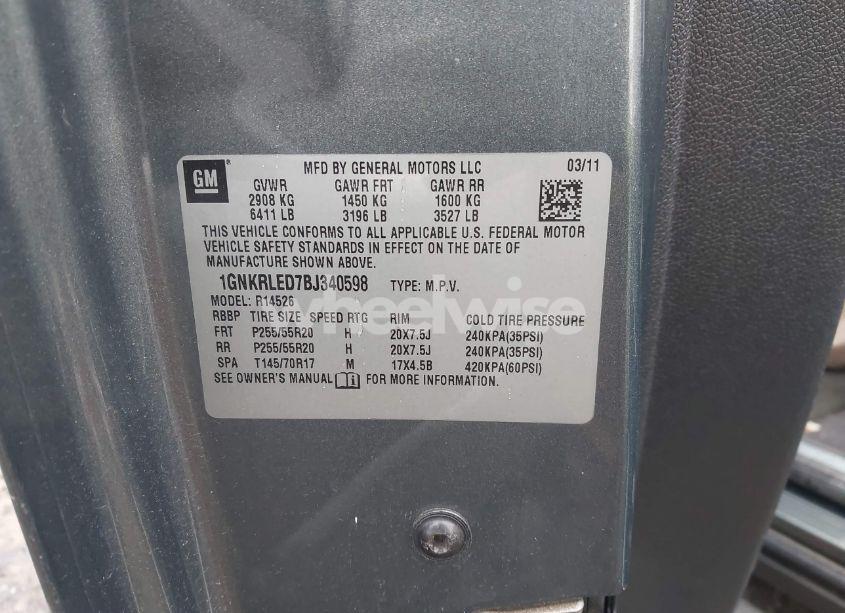 GM
MFD BY GENERAL MOTORS LLC 03/11
GVWR GAWR FRT GAWR RR
2908 KG 1450 KG 1600 KG
6411 LB 3196 LB 3527 LB
THIS VEHICLE CONFORMS TO ALL APPLICABLE U.S. FEDERAL MOTOR
VEHICLE SAFETY STANDARDS IN EFFECT ON THE DATE OF
MANUFACTURE SHOWN ABOVE.
1GNKRLED7BJ340598 TYPE: M.P.V.
MODEL: R14526
RBBP TIRE SIZE SPEED RTG RIM COLD TIRE PRESSURE
FRT P255/55R20 H 20X7.5J 240KPA(35PSI)
RR P255/55R20 H 20X7.5J 240KPA(35PSI)
SPA T145/70R17 M 17X4.5B 420KPA(60PSI)
SEE OWNER'S MANUAL FOR MORE INFORMATION.
wheelwise